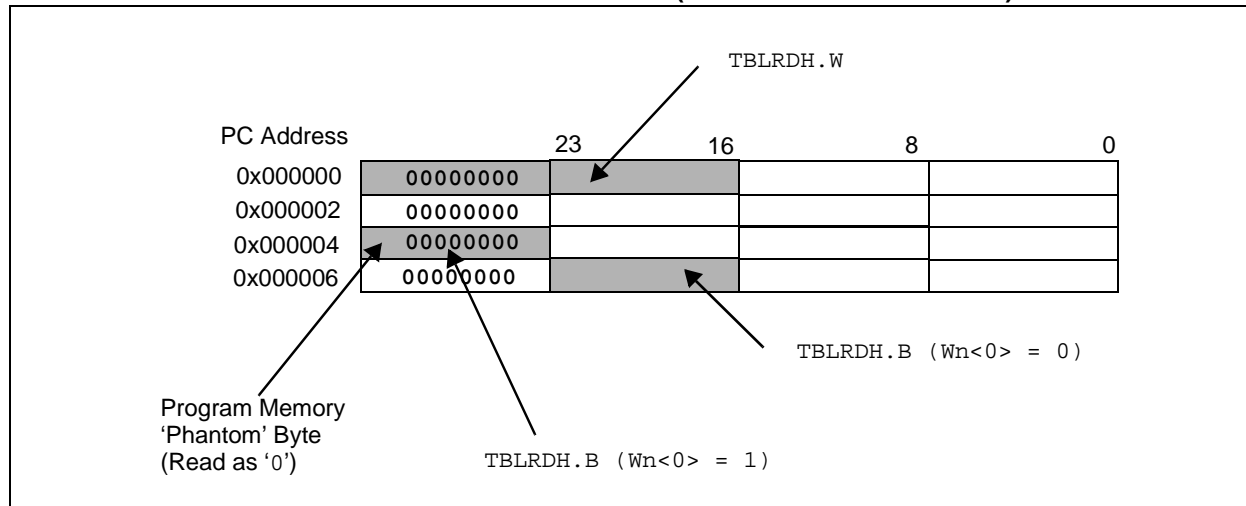 TBLRDH.W
PC Address
23 16 8 0
0x000000 00000000
0x000002 00000000
0x000004 00000000
0x000006 00000000
TBLRDH.B (Wn<0> = 0)
Program Memory
‘Phantom’ Byte
(Read as ‘0’)
TBLRDH.B (Wn<0> = 1)